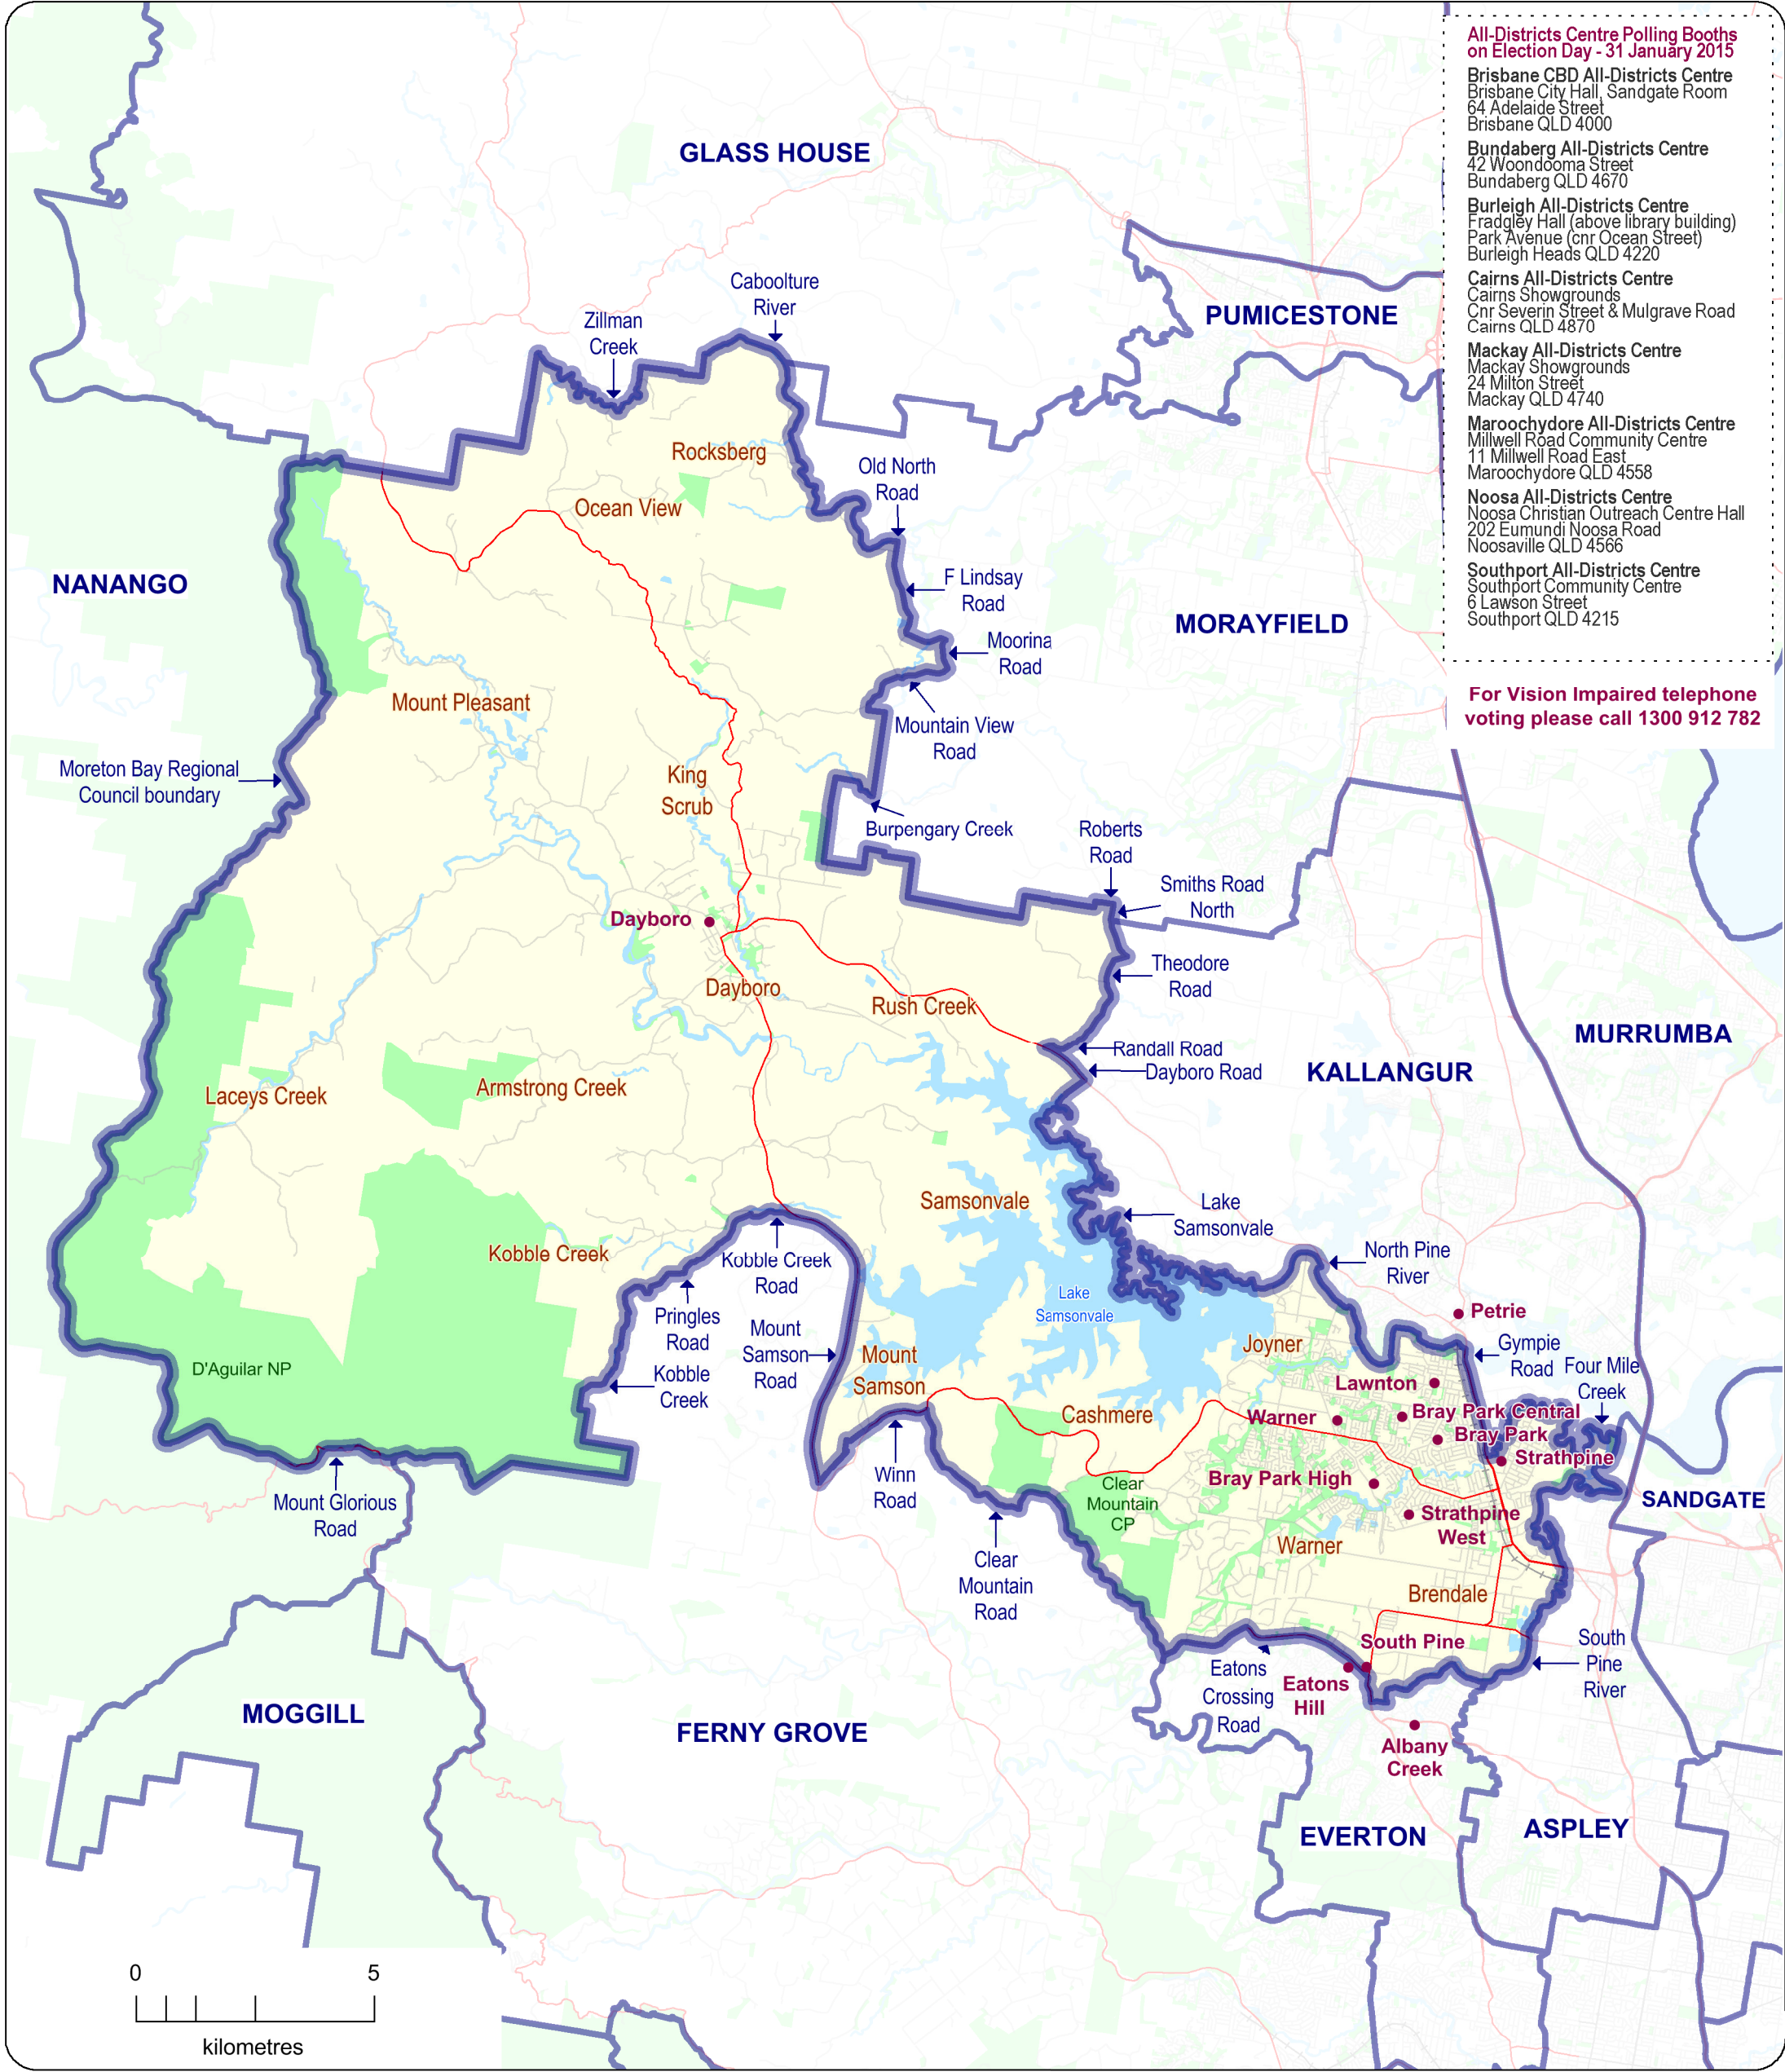 All-Districts Centre Polling Booths
on Election Day - 31 January 2015
Brisbane CBD All-Districts Centre
Brisbane City Hall, Sandgate Room
64 Adelaide Street
Brisbane QLD 4000
Bundaberg All-Districts Centre
42 Woondooma Street
Bundaberg QLD 4670
Burleigh All-Districts Centre
Fradgley Hall (above library building)
Park Avenue (cnr Ocean Street)
Burleigh Heads QLD 4220
Cairns All-Districts Centre
Cairns Showgrounds
Cnr Severin Street & Mulgrave Road
Cairns QLD 4870
Mackay All-Districts Centre
Mackay Showgrounds
24 Milton Street
Mackay QLD 4740
Maroochydore All-Districts Centre
Millwell Road Community Centre
11 Millwell Road East
Maroochydore QLD 4558
Noosa All-Districts Centre
Noosa Christian Outreach Centre Hall
202 Eumundi Noosa Road
Noosaville QLD 4566
Southport All-Districts Centre
Southport Community Centre
6 Lawson Street
Southport QLD 4215
For Vision Impaired telephone
voting please call 1300 912 782
GLASS HOUSE
PUMICESTONE
Caboolture
River
Zillman
Creek
Rocksberg
Old North
Road
Ocean View
NANANGO
F Lindsay
Road
MORAYFIELD
Moorina
Road
Mount Pleasant
Mountain View
Road
Moreton Bay Regional
Council boundary
King
Scrub
Burpengary Creek
Roberts
Road
Smiths Road
North
Dayboro
Theodore
Road
Dayboro
Rush Creek
MURRUMBA
Randall Road
Dayboro Road
KALLANGUR
Laceys Creek
Armstrong Creek
Samsonvale
Lake
Samsonvale
Kobble Creek
Kobble Creek
Road
North Pine
River
Lake
Samsonvale
Pringles
Road
Mount
Samson
Road
Petrie
Joyner
Gympie
Road
Mount
Samson
Four Mile
Creek
D'Aguilar NP
Kobble
Creek
Lawnton
Cashmere
Warner
Bray Park Central
Bray Park
Strathpine
Winn
Road
Bray Park High
Clear
Mountain
CP
Mount Glorious
Road
SANDGATE
Strathpine
West
Warner
Clear
Mountain
Road
Brendale
South Pine
South
Pine
River
Eatons
Crossing
Road
Eatons
Hill
MOGGILL
FERNY GROVE
Albany
Creek
EVERTON
ASPLEY
0 5
kilometres